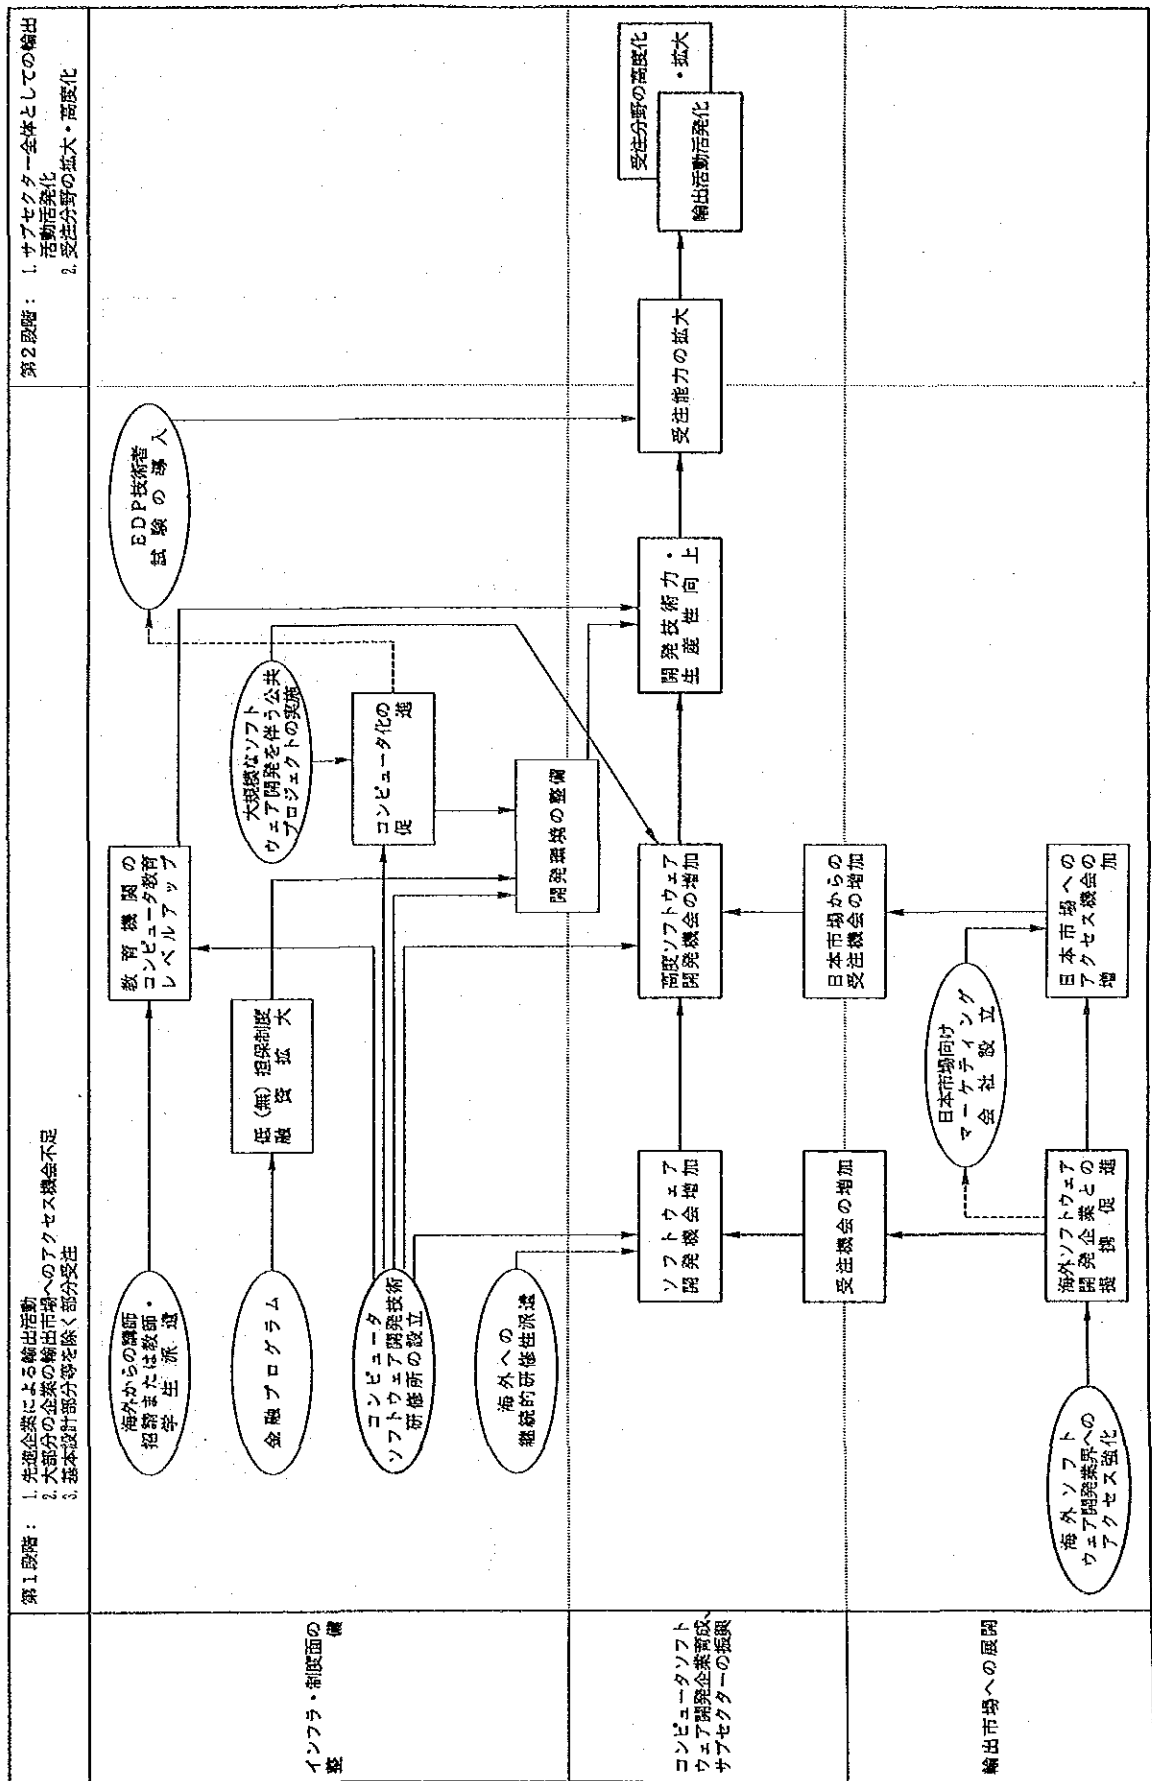 第1段階： 1. 先進企業による輸出活動
2. 大部分の企業の輸出市場へのアクセス機会不足
3. 基本設計部分等を除く部分受注
第2段階： 1. サブセクター全体としての輸出
活動活発化
2. 受注分野の拡大・高度化
インフラ・制度面の
整 備
海外からの講師
招請または教師・
学生派遣
教育機関の
コンピュータ教育
レベルアップ
EDP技術者
試験の導入
金融プログラム
低(無)担保制度
融資拡大
大規模なソフト
ウェア開発を伴う公共
プロジェクトの実施
コンピュータ
ソフトウェア開発技術
研修所の設立
コンピュータ化の
促 進
海外への
継続的研修性派遣
開発環境の整備
コンピュータソフト
ウェア開発企業育成、
サブセクターの振興
ソフトウェア
開発機会増加
高度ソフトウェア
開発機会の増加
開発技術力・
生産性向上
受注能力の拡大
輸出活動活発化
受注分野の高度化
・拡大
輸出市場への展開
受注機会の増加
日本市場からの
受注機会の増加
日本市場向け
マーケティング
会社設立
海外ソフト
ウェア開発業界への
アクセス強化
海外ソフトウェア
開発企業との
提携促進
日本市場への
アクセス機会の
増 加